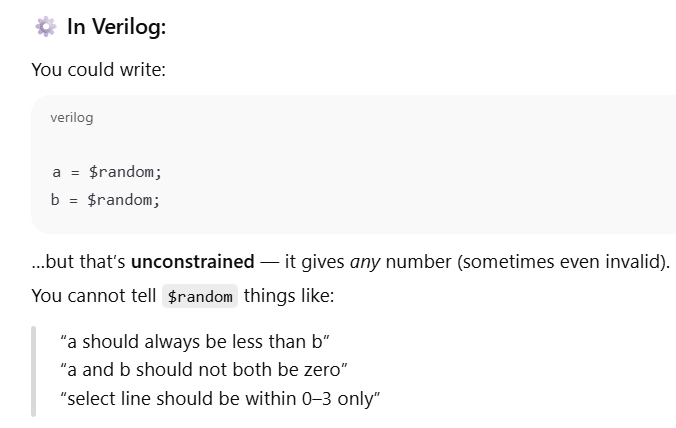 In Verilog:
You could write:
verilog
a = $random;
b = $random;
...but that's unconstrained — it gives any number (sometimes even invalid).
You cannot tell $random things like:
“a should always be less than b”
“a and b should not both be zero”
“select line should be within 0–3 only”